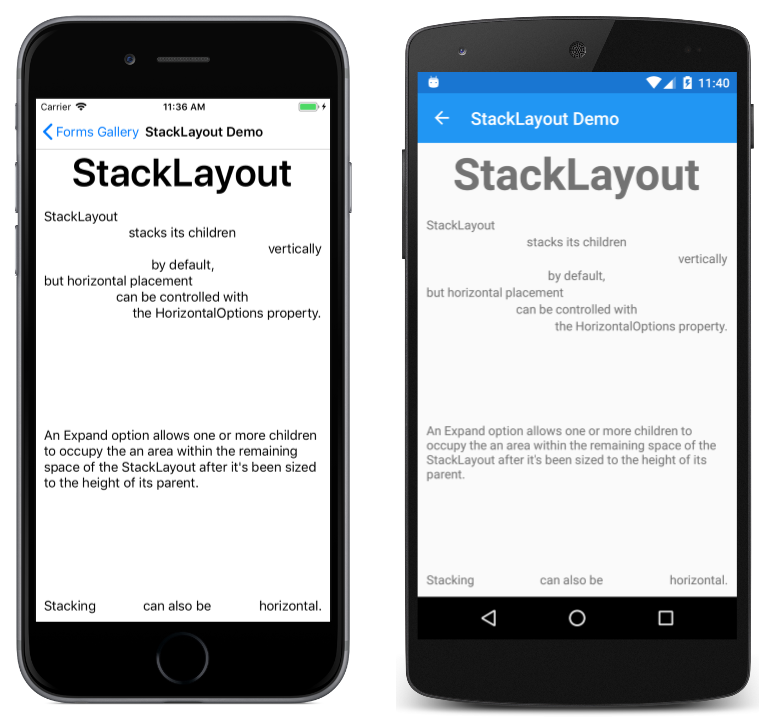 Carrier 11:36 AM
Forms Gallery StackLayout Demo
StackLayout
StackLayout
stacks its children
vertically
by default,
but horizontal placement
can be controlled with
the HorizontalOptions property.
An Expand option allows one or more children
to occupy the an area within the remaining
space of the StackLayout after it's been sized
to the height of its parent.
Stacking can also be horizontal.
11:40
StackLayout Demo
StackLayout
StackLayout
stacks its children
vertically
by default,
but horizontal placement
can be controlled with
the HorizontalOptions property.
An Expand option allows one or more children to
occupy the an area within the remaining space of the
StackLayout after it's been sized to the height of its
parent.
Stacking can also be horizontal.